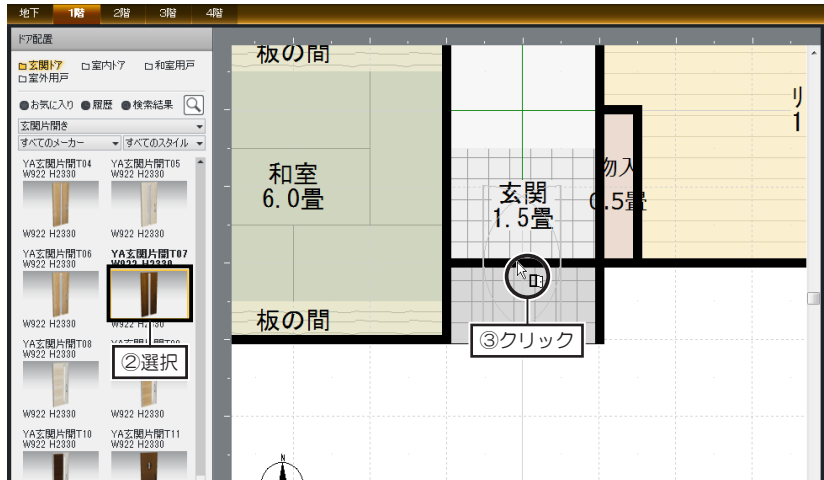 地下 1階 2階 3階 4階
ドア配置
玄関ドア 室内ドア 和室用戸
室外用戸
お気に入り 履歴 検索結果
玄関片開き
すべてのメーカー すべてのスタイル
YA玄関片開T04 YA玄関片開T05
W922 H2330 W922 H2330
W922 H2330 W922 H2330
YA玄関片開T06 YA玄関片開T07
W922 H2330 W922 H2330
W922 H2330 W922 H2330
②選択
YA玄関片開T08
W922 H2330
W922 H2330 W922 H2330
YA玄関片開T10 YA玄関片開T11
W922 H2330 W922 H2330
板の間
和室
6.0畳
板の間
玄関
1.5畳
物入
0.5畳
リ
1
③クリック
N